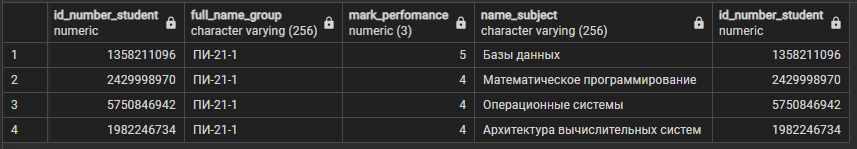 id_number_student full_name_group mark_perfomance name_subject id_number_student
numeric character varying (256) numeric (3) character varying (256) numeric
1 1358211096 ПИ-21-1 5 Базы данных 1358211096
2 2429998970 ПИ-21-1 4 Математическое программирование 2429998970
3 5750846942 ПИ-21-1 4 Операционные системы 5750846942
4 1982246734 ПИ-21-1 4 Архитектура вычислительных систем 1982246734